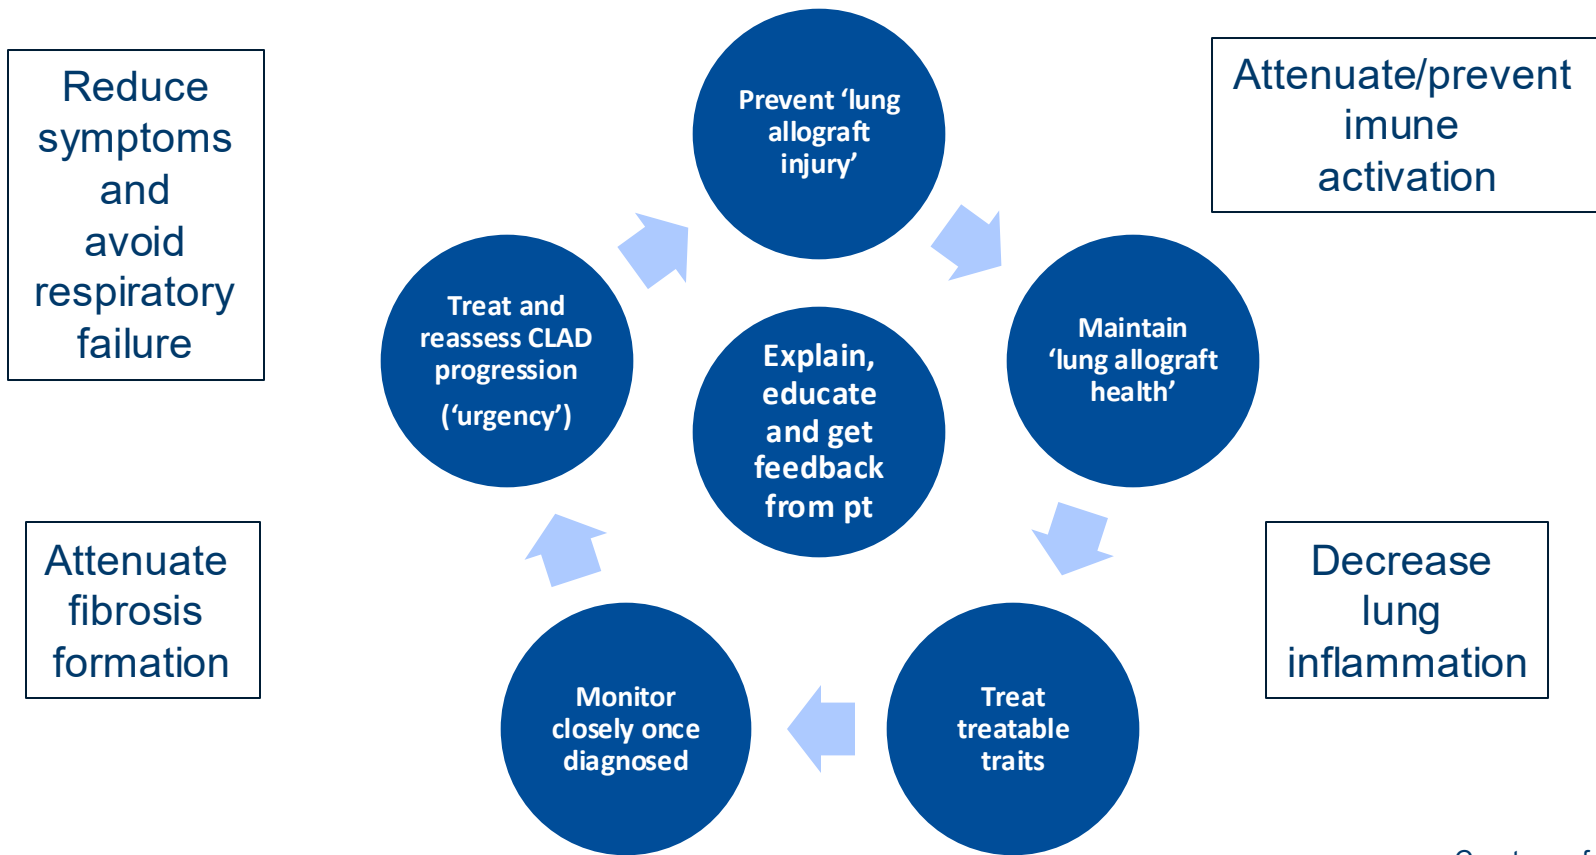 Reduce
symptoms
and
avoid
respiratory
failure
Prevent ‘lung
allograft
injury’
Attenuate/prevent
imune
activation
Treat and
reassess CLAD
progression
(‘urgency’)
Explain,
educate
and get
feedback
from pt
Maintain
‘lung allograft
health’
Attenuate
fibrosis
formation
Decrease
lung
inflammation
Monitor
closely once
diagnosed
Treat
treatable
traits